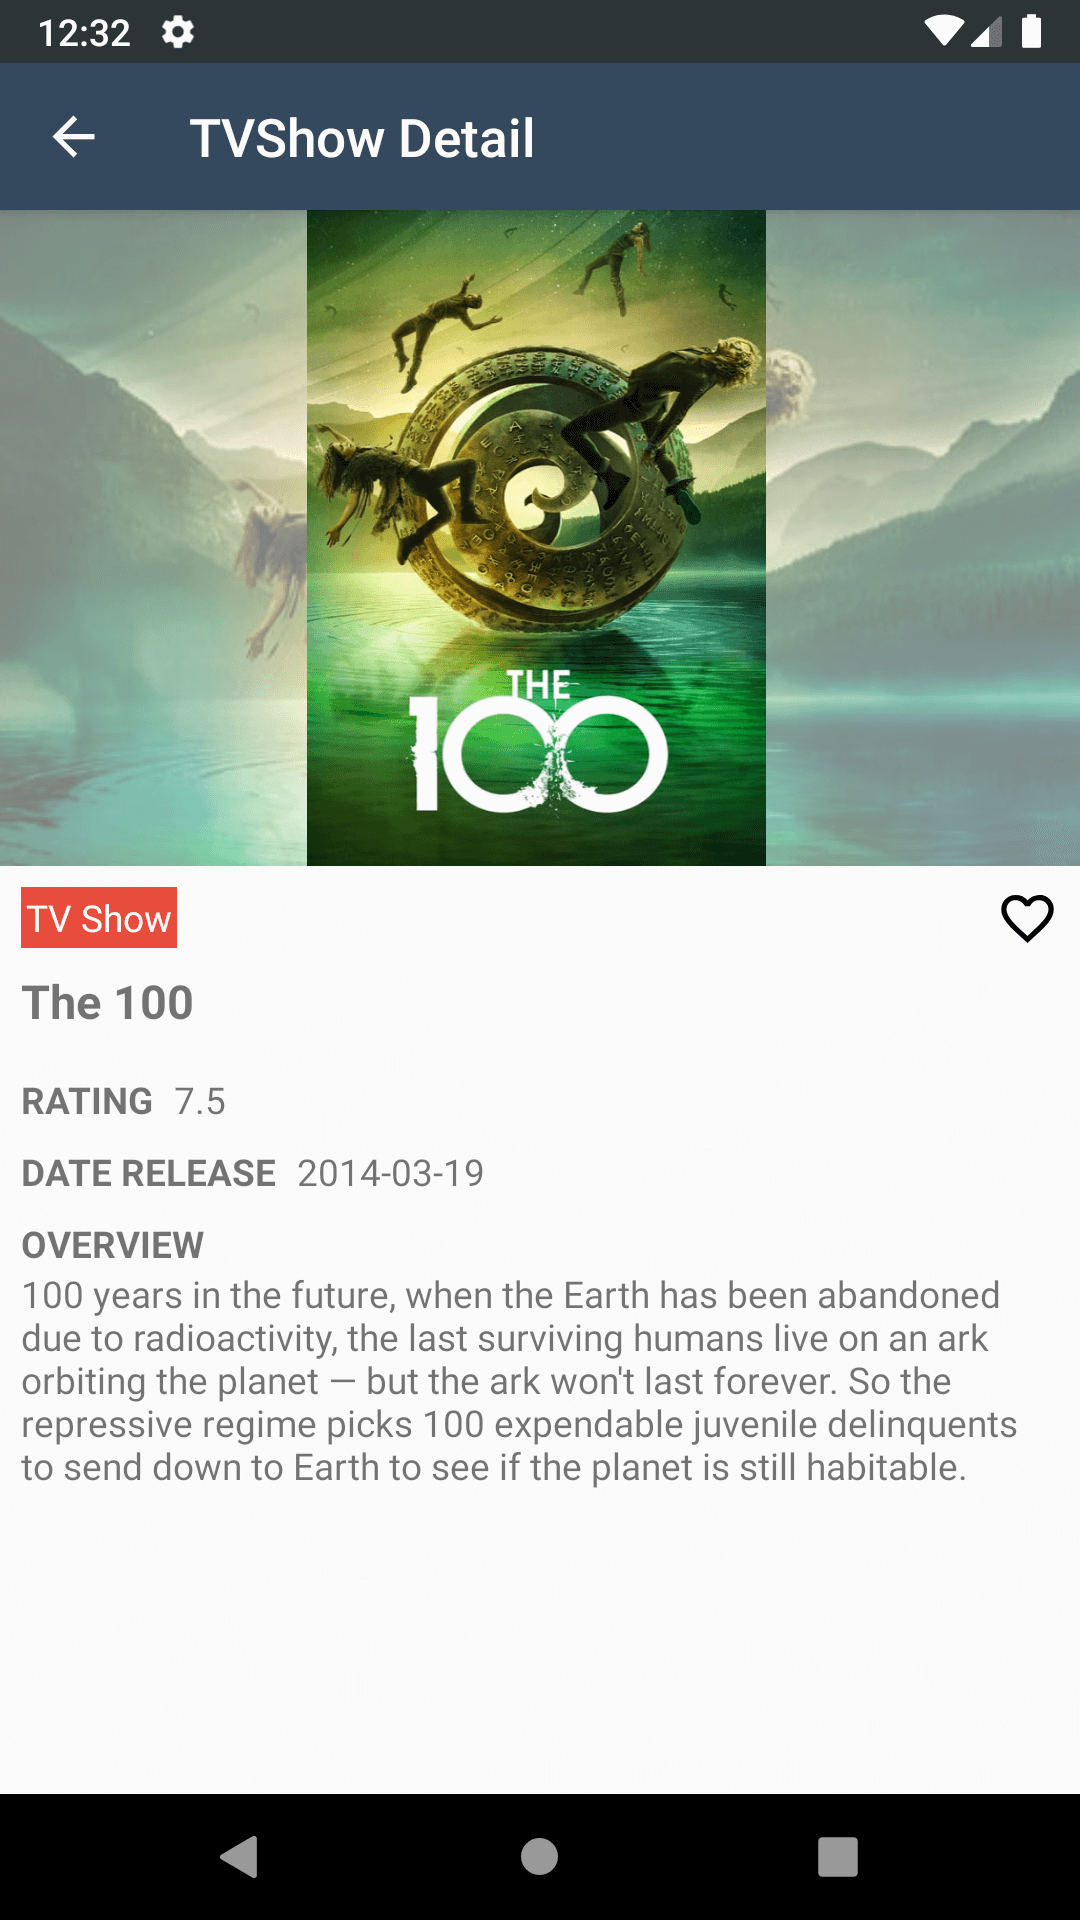 12:32
TVShow Detail
THE
100
TV Show
The 100
RATING 7.5
DATE RELEASE 2014-03-19
OVERVIEW
100 years in the future, when the Earth has been abandoned
due to radioactivity, the last surviving humans live on an ark
orbiting the planet — but the ark won't last forever. So the
repressive regime picks 100 expendable juvenile delinquents
to send down to Earth to see if the planet is still habitable.